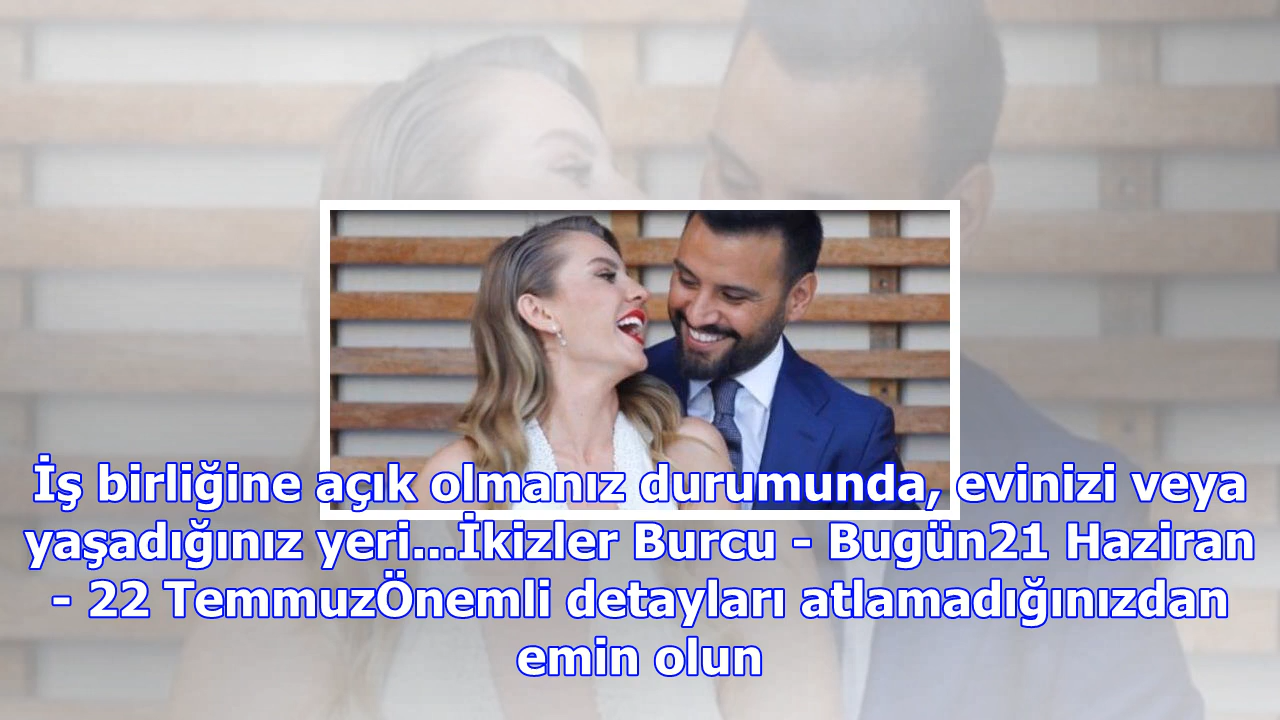 İş birliğine açık olmanız durumunda, evinizi veya
yaşadığınız yeri...İkizler Burcu - Bugün21 Haziran
- 22 TemmuzÖnemli detayları atlamadığınızdan
emin olun